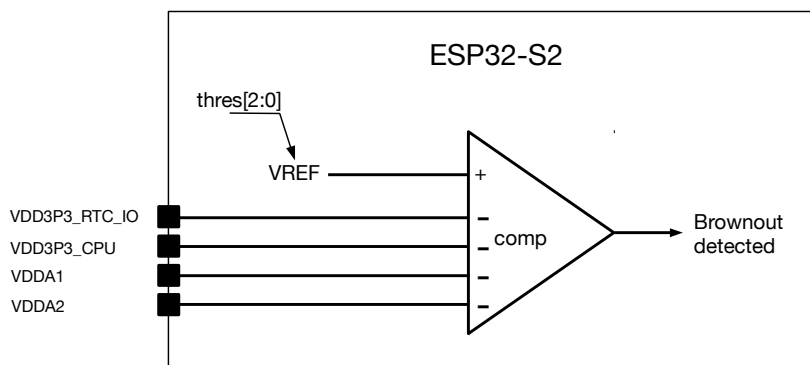 ESP32-S2
thres[2:0]
VREF
+
VDD3P3_RTC_IO
-
VDD3P3_CPU
-
comp
VDDA1
-
VDDA2
-
Brownout
detected